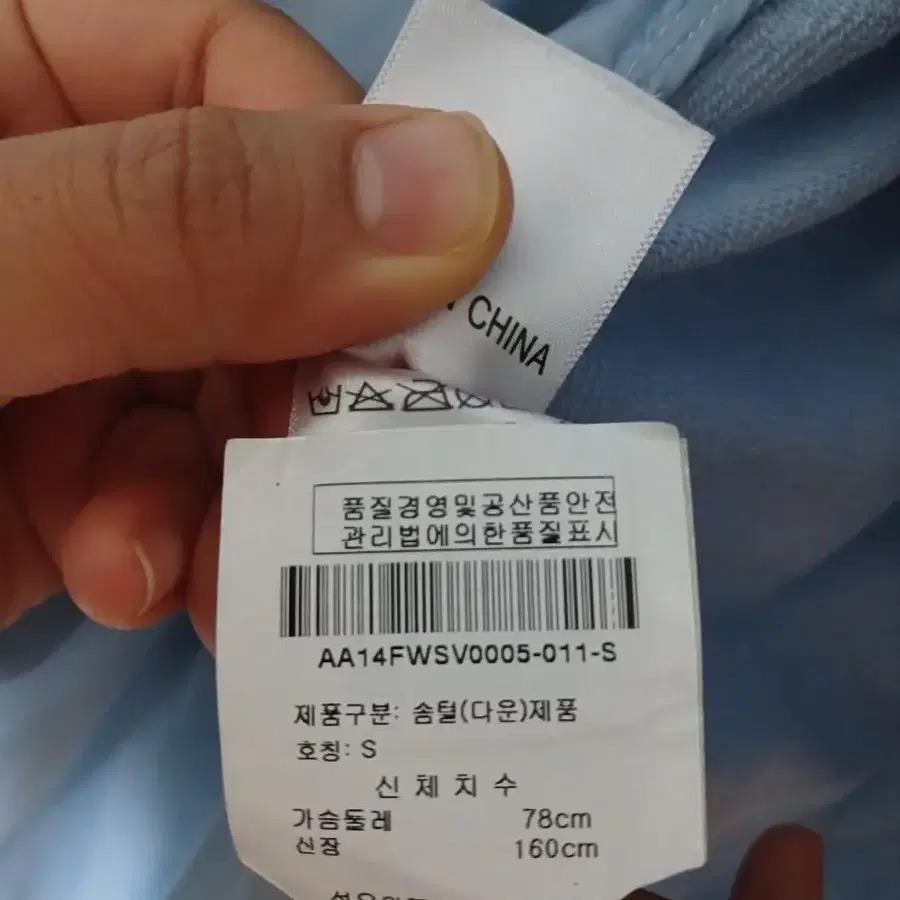 CHINA
품질경영및공산품안전
관리법에의한품질표시
AA14FWSV0005-011-S
제품구분: 솜털(다운)제품
호칭: S
신 체 치 수
가슴둘레 78cm
신장 160cm